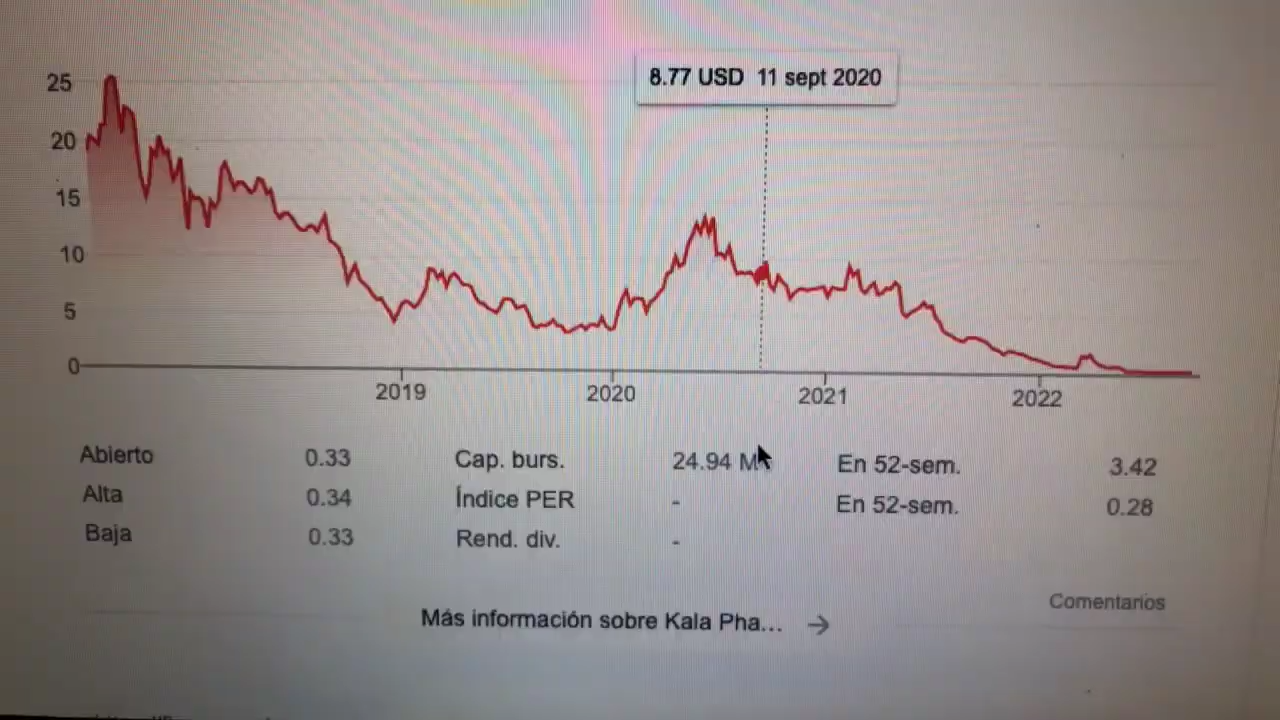 8.77 USD 11 sept 2020
25
20
15
10
5
0
2019 2020 2021 2022
Abierto 0.33 Cap. burs. 24.94 M En 52-sem. 3.42
Alta 0.34 Índice PER - En 52-sem. 0.28
Baja 0.33 Rend. div. -
Comentarios
Más información sobre Kala Pha... →